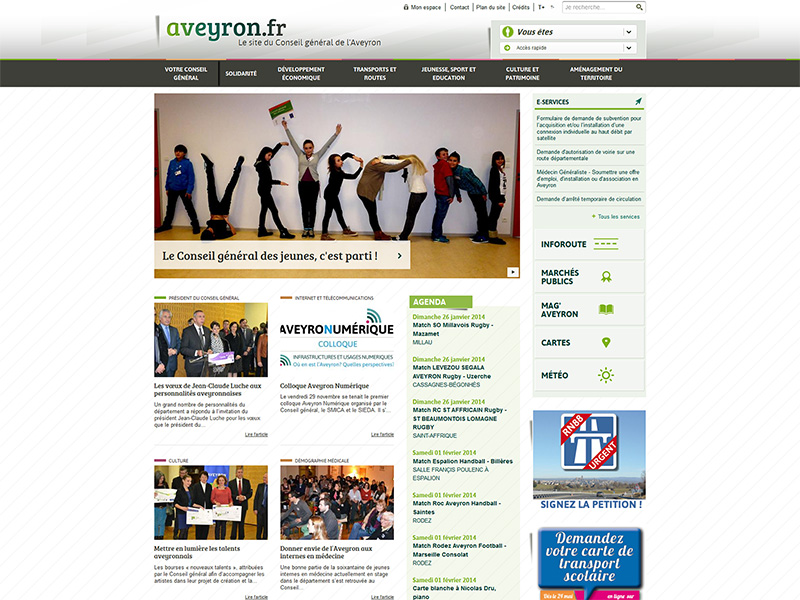 Mon espace
Contact
Plan du site
Crédits
T+
T-
Je recherche...
aveyron.fr
Le site du Conseil général de l'Aveyron
Vous êtes
Accès rapide
VOTRE CONSEIL
GÉNÉRAL
SOLIDARITÉ
DÉVELOPPEMENT
ÉCONOMIQUE
TRANSPORTS ET
ROUTES
JEUNESSE, SPORT ET
EDUCATION
CULTURE ET
PATRIMOINE
AMÉNAGEMENT DU
TERRITOIRE
Le Conseil général des jeunes, c'est parti !
E-SERVICES
Formulaire de demande de subvention pour
l'acquisition et/ou l'installation d'une
connexion individuelle au haut débit par
satellite
Demande d'autorisation de voirie sur une
route départementale
Médecin Généraliste - Soumettre une offre
d'emploi, d'installation ou d'association en
Aveyron
Demande d'arrêté temporaire de circulation
+ Tous les services
INFOROUTE
MARCHÉS
PUBLICS
MAG'
AVEYRON
CARTES
MÉTÉO
PRÉSIDENT DU CONSEIL GÉNÉRAL
Les vœux de Jean-Claude Luche aux
personnalités aveyronnaises
Un grand nombre de personnalités du
département a répondu à l'invitation du
président Jean-Claude Luche pour les vœux
que le président du...
Lire l'article
INTERNET ET TÉLÉCOMMUNICATIONS
AVEYRONUMÉRIQUE
COLLOQUE
INFRASTRUCTURES ET USAGES NUMÉRIQUES
Où en est l'Aveyron? Quelles perspectives!
Colloque Aveyron Numérique
Le vendredi 29 novembre se tenait le premier
colloque Aveyron Numérique organisé par le
Conseil général, le SMICA et le SIEDA. Il s'...
Lire l'article
CULTURE
Mettre en lumière les talents
aveyronnais
Les bourses « nouveaux talents », attribuées
par le Conseil général afin d'accompagner les
artistes dans leur projet de création et la...
Lire l'article
DÉMOGRAPHIE MÉDICALE
Donner envie de l'Aveyron aux
internes en médecine
Une bonne partie de la soixantaine de jeunes
internes en médecine actuellement en stage
dans le département s'est retrouvée au
Conseil...
Lire l'article
AGENDA
Dimanche 26 janvier 2014
Match SO Millavois Rugby -
Mazamet
MILLAU
Dimanche 26 janvier 2014
Match LEVEZOU SEGALA
AVEYRON Rugby - Uzerche
CASSAGNES-BÉGONHÈS
Dimanche 26 janvier 2014
Match RC ST AFFRICAIN Rugby -
ST BEAUMONTOIS LOMAGNE
RUGBY
SAINT-AFFRIQUE
Samedi 01 février 2014
Match Espalion Handball - Billères
SALLE FRANÇOIS POULENC À
ESPALION
Samedi 01 février 2014
Match Roc Aveyron Handball -
Saintes
RODEZ
Samedi 01 février 2014
Match Rodez Aveyron Football -
Marseille Consolat
RODEZ
Samedi 01 février 2014
Carte blanche à Nicolas Dru,
piano
RN88
URGENT
SIGNEZ LA PETITION !
Demandez
votre carte de
transport
scolaire
Dès le 29 mai
en ligne sur